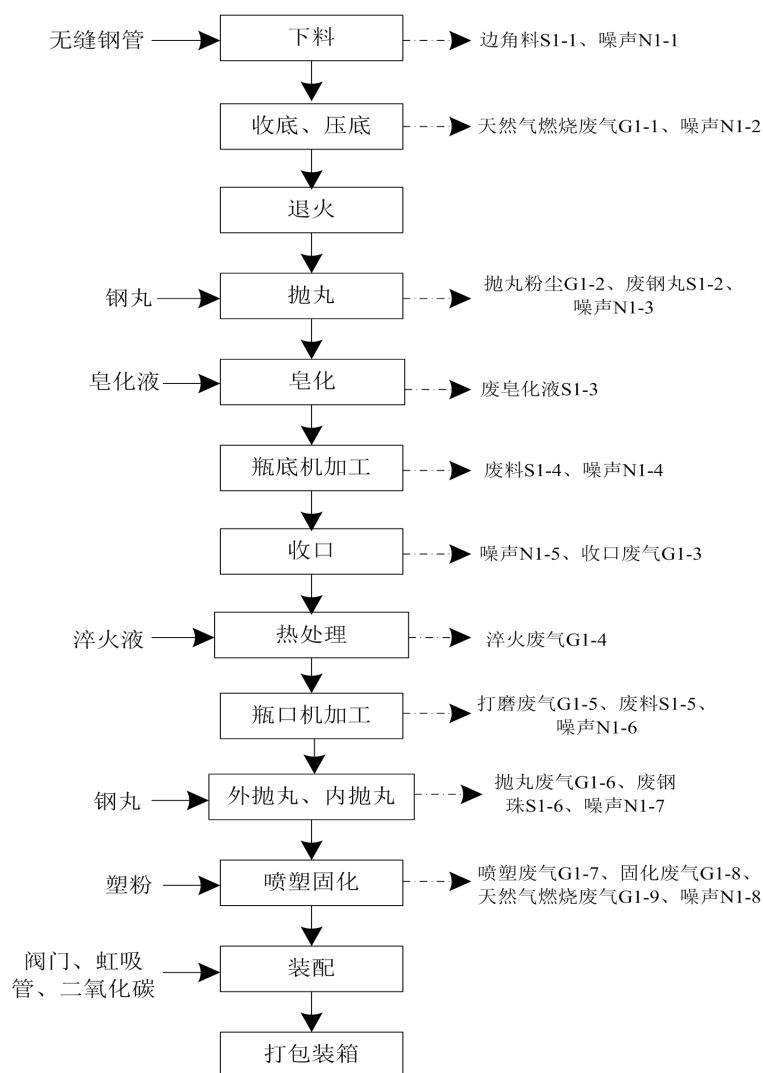 无缝钢管
下料
边角料S1-1、噪声N1-1
收底、压底
天然气燃烧废气G1-1、噪声N1-2
退火
钢丸
抛丸
抛丸粉尘G1-2、废钢丸S1-2、
噪声N1-3
皂化液
皂化
废皂化液S1-3
瓶底机加工
废料S1-4、噪声N1-4
收口
噪声N1-5、收口废气G1-3
淬火液
热处理
淬火废气G1-4
瓶口机加工
打磨废气G1-5、废料S1-5、
噪声N1-6
钢丸
外抛丸、内抛丸
抛丸废气G1-6、废钢
珠S1-6、噪声N1-7
塑粉
喷塑固化
喷塑废气G1-7、固化废气G1-8、
天然气燃烧废气G1-9、噪声N1-8
阀门、虹吸
管、二氧化碳
装配
打包装箱